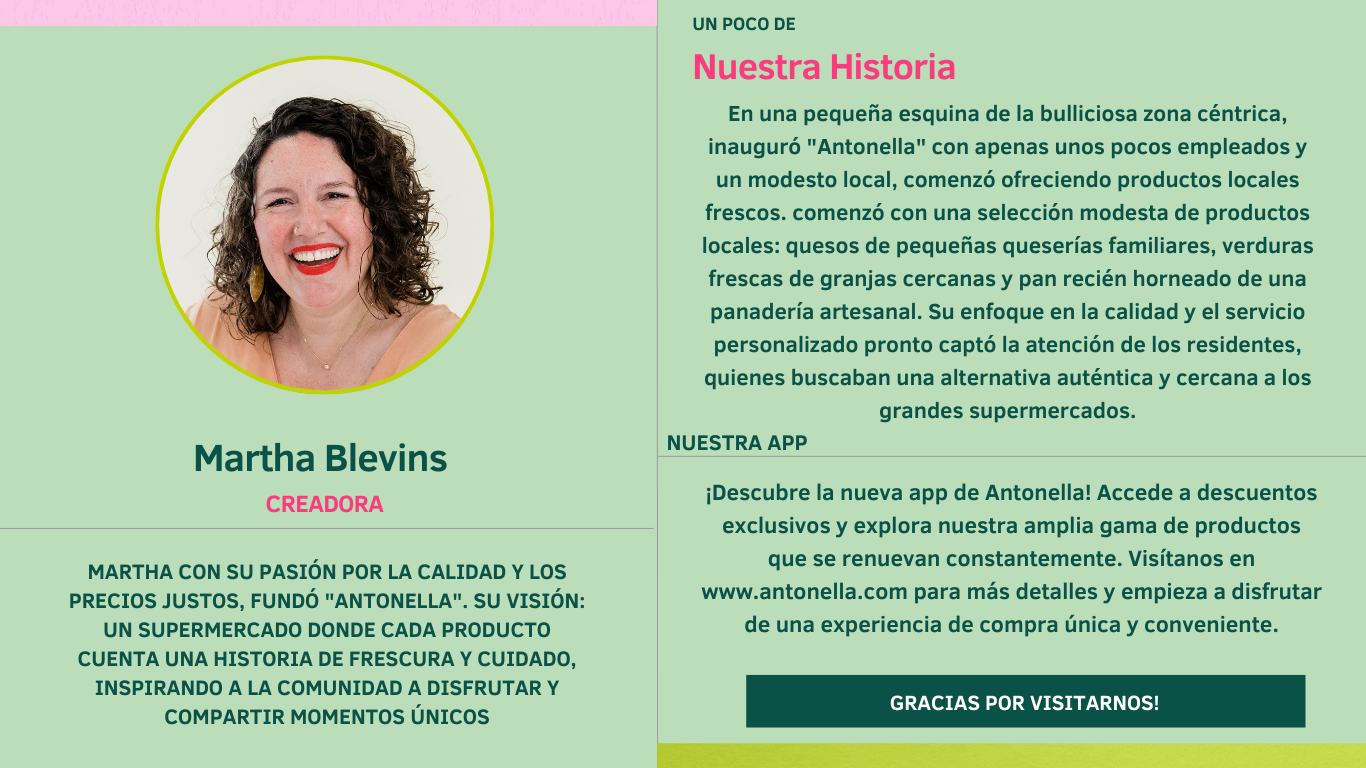 Martha Blevins
CREADORA
MARTHA CON SU PASIÓN POR LA CALIDAD Y LOS
PRECIOS JUSTOS, FUNDÓ "ANTONELLA". SU VISIÓN:
UN SUPERMERCADO DONDE CADA PRODUCTO
CUENTA UNA HISTORIA DE FRESCURA Y CUIDADO,
INSPIRANDO A LA COMUNIDAD A DISFRUTAR Y
COMPARTIR MOMENTOS ÚNICOS
UN POCO DE
Nuestra Historia
En una pequeña esquina de la bulliciosa zona céntrica,
inauguró "Antonella" con apenas unos pocos empleados y
un modesto local, comenzó ofreciendo productos locales
frescos. comenzó con una selección modesta de productos
locales: quesos de pequeñas queserías familiares, verduras
frescas de granjas cercanas y pan recién horneado de una
panadería artesanal. Su enfoque en la calidad y el servicio
personalizado pronto captó la atención de los residentes,
quienes buscaban una alternativa auténtica y cercana a los
grandes supermercados.
NUESTRA APP
¡Descubre la nueva app de Antonella! Accede a descuentos
exclusivos y explora nuestra amplia gama de productos
que se renuevan constantemente. Visítanos en
www.antonella.com para más detalles y empieza a disfrutar
de una experiencia de compra única y conveniente.
GRACIAS POR VISITARNOS!